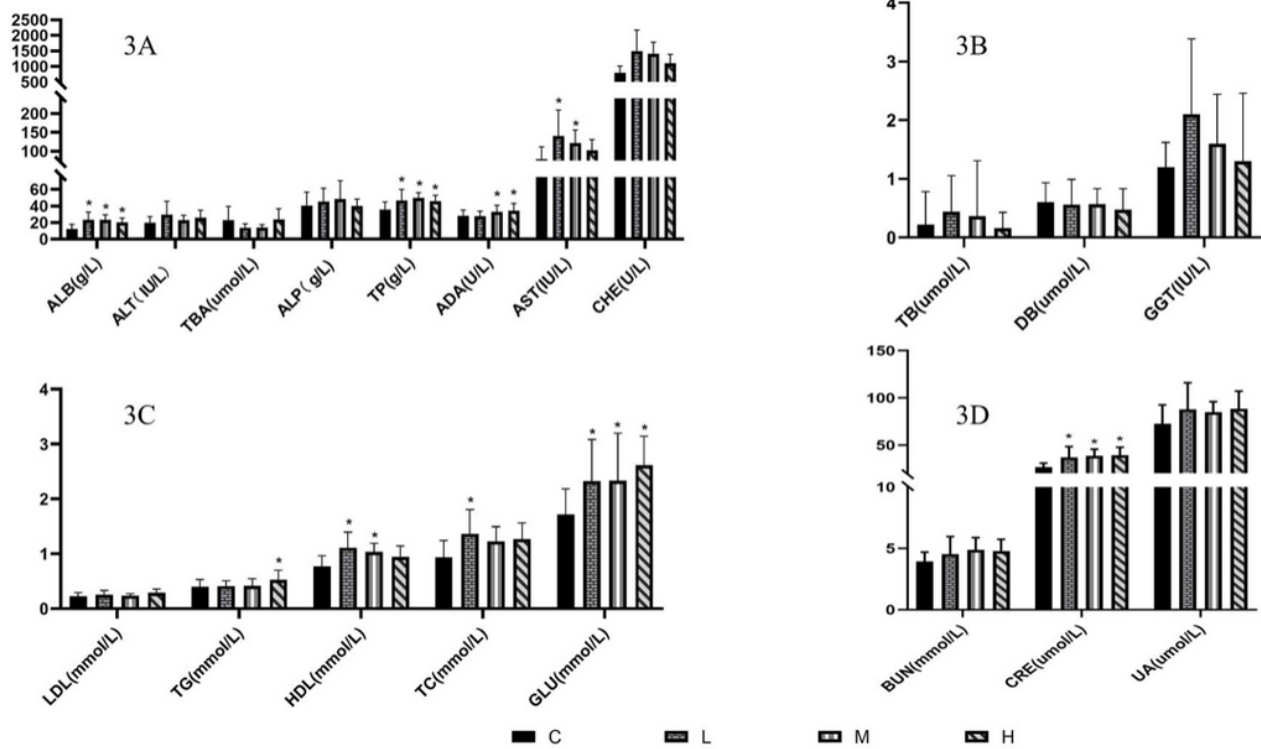 3A
2500
2000
1500
1000
500
200
150
100
60
40
20
0
* * *
* * *
* *
* *
ALB(g/L)
ALT（IU/L）
TBA(umol/L)
ALP（g/L)
TP(g/L)
ADA(U/L)
AST(IU/L)
CHE(U/L)
3B
4
3
2
1
0
TB(umol/L)
DB(umol/L)
GGT(IU/L)
3C
4
3
2
1
0
*
* *
*
* * *
LDL(mmol/L)
TG(mmol/L)
HDL(mmol/L)
TC(mmol/L)
GLU(mmol/L)
3D
150
100
50
10
5
0
* * *
BUN(mmol/L)
CRE(umol/L)
UA(umol/L)
C L M H